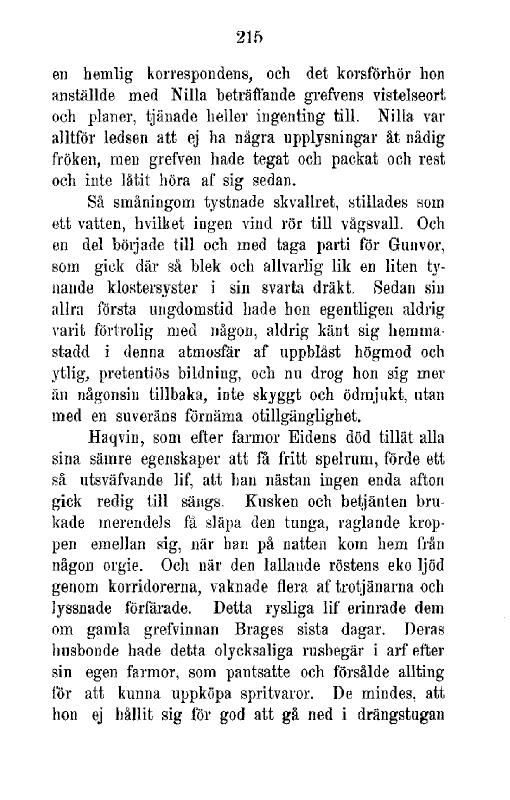 215
en hemlig korrespondens, och det korsförhör hon
anställde med Nilla beträffande grefvens vistelseort
och planer, tjänade heller ingenting till. Nilla var
alltför ledsen att ej ha några upplysningar åt nådig
fröken, men grefven hade tegat och packat och rest
och inte låtit höra af sig sedan.
Så småningom tystnade skvallret, stillades som
ett vatten, hvilket ingen vind rör till vågsvall. Och
en del började till och med taga parti för Gunvor,
som gick där så blek och allvarlig lik en liten ty-
nande klostersyster i sin svarta dräkt. Sedan sin
allra första ungdomstid hade hon egentligen aldrig
varit förtrolig med någon, aldrig känt sig hemma-
stadd i denna atmosfär af uppblåst högmod och
ytlig, pretentiös bildning, och nu drog hon sig mer
än någonsin tillbaka, inte skyggt och ödmjukt, utan
med en suveräns förnäma otillgänglighet.
Haqvin, som efter farmor Eidens död tillät alla
sina sämre egenskaper att få fritt spelrum, förde ett
så utsväfvande lif, att han nästan ingen enda afton
gick redig till sängs. Kusken och betjänten bru-
kade merendels få släpa den tunga, raglande krop-
pen emellan sig, när han på natten kom hem från
någon orgie. Och när den lallande röstens eko ljöd
genom korridorerna, vaknade flera af trotjänarna och
lyssnade förfärade. Detta rysliga lif erinrade dem
om gamla grefvinnan Brages sista dagar. Deras
husbonde hade detta olycksaliga rusbegär i arf efter
sin egen farmor, som pantsatte och försålde allting
för att kunna uppköpa spritvaror. De mindes, att
hon ej hållit sig för god att gå ned i drängstugan